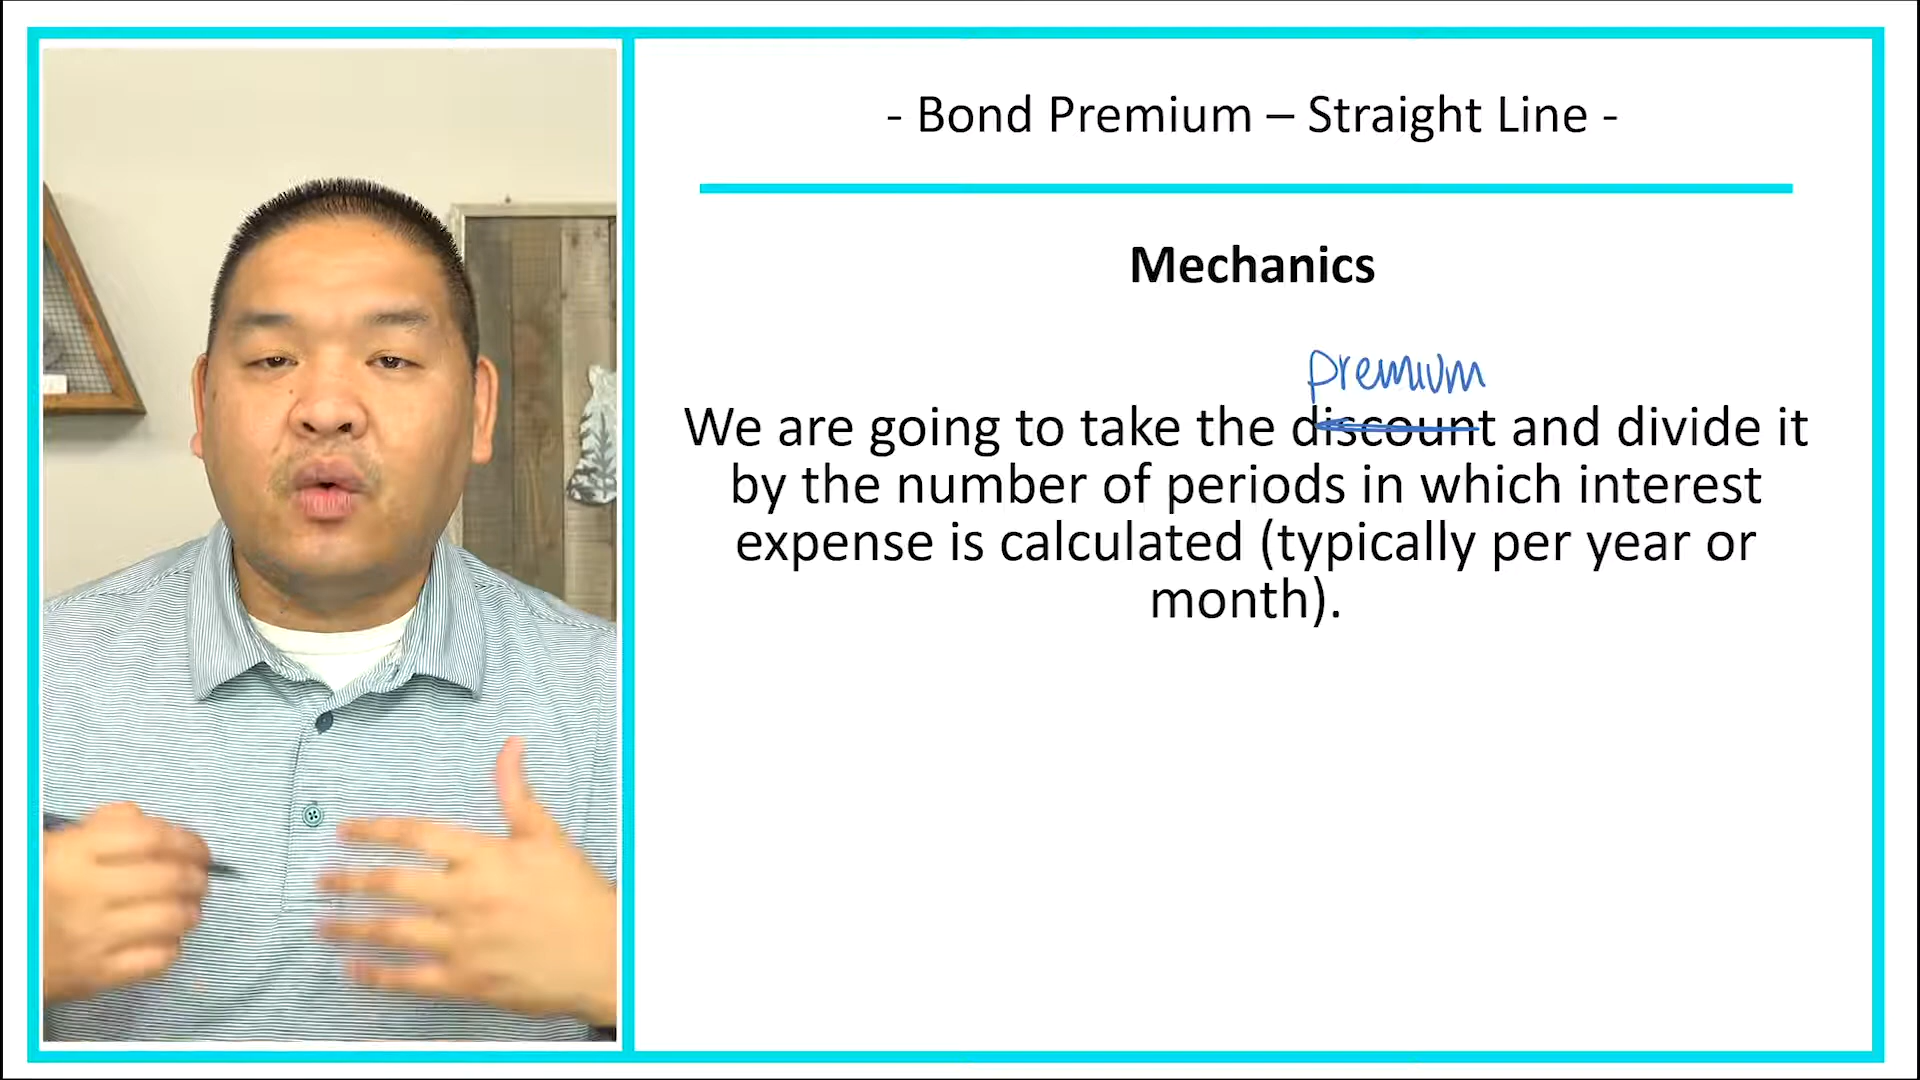 - Bond Premium – Straight Line -
Mechanics
premium
We are going to take the discount and divide it
by the number of periods in which interest
expense is calculated (typically per year or
month).